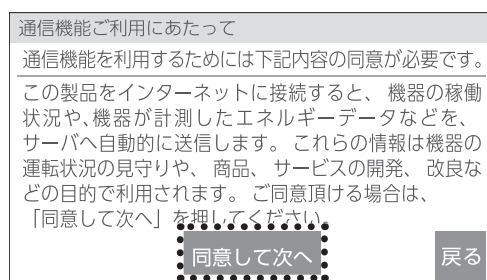 通信機能ご利用にあたって
通信機能を利用するためには下記内容の同意が必要です。
この製品をインターネットに接続すると、機器の稼働
状況や､機器が計測したエネルギーデータなどを、
サーバへ自動的に送信します。これらの情報は機器の
運転状況の見守りや、商品、サービスの開発、改良な
どの目的で利用されます。ご同意頂ける場合は、
「同意して次へ」を押してください。
同意して次へ
戻る